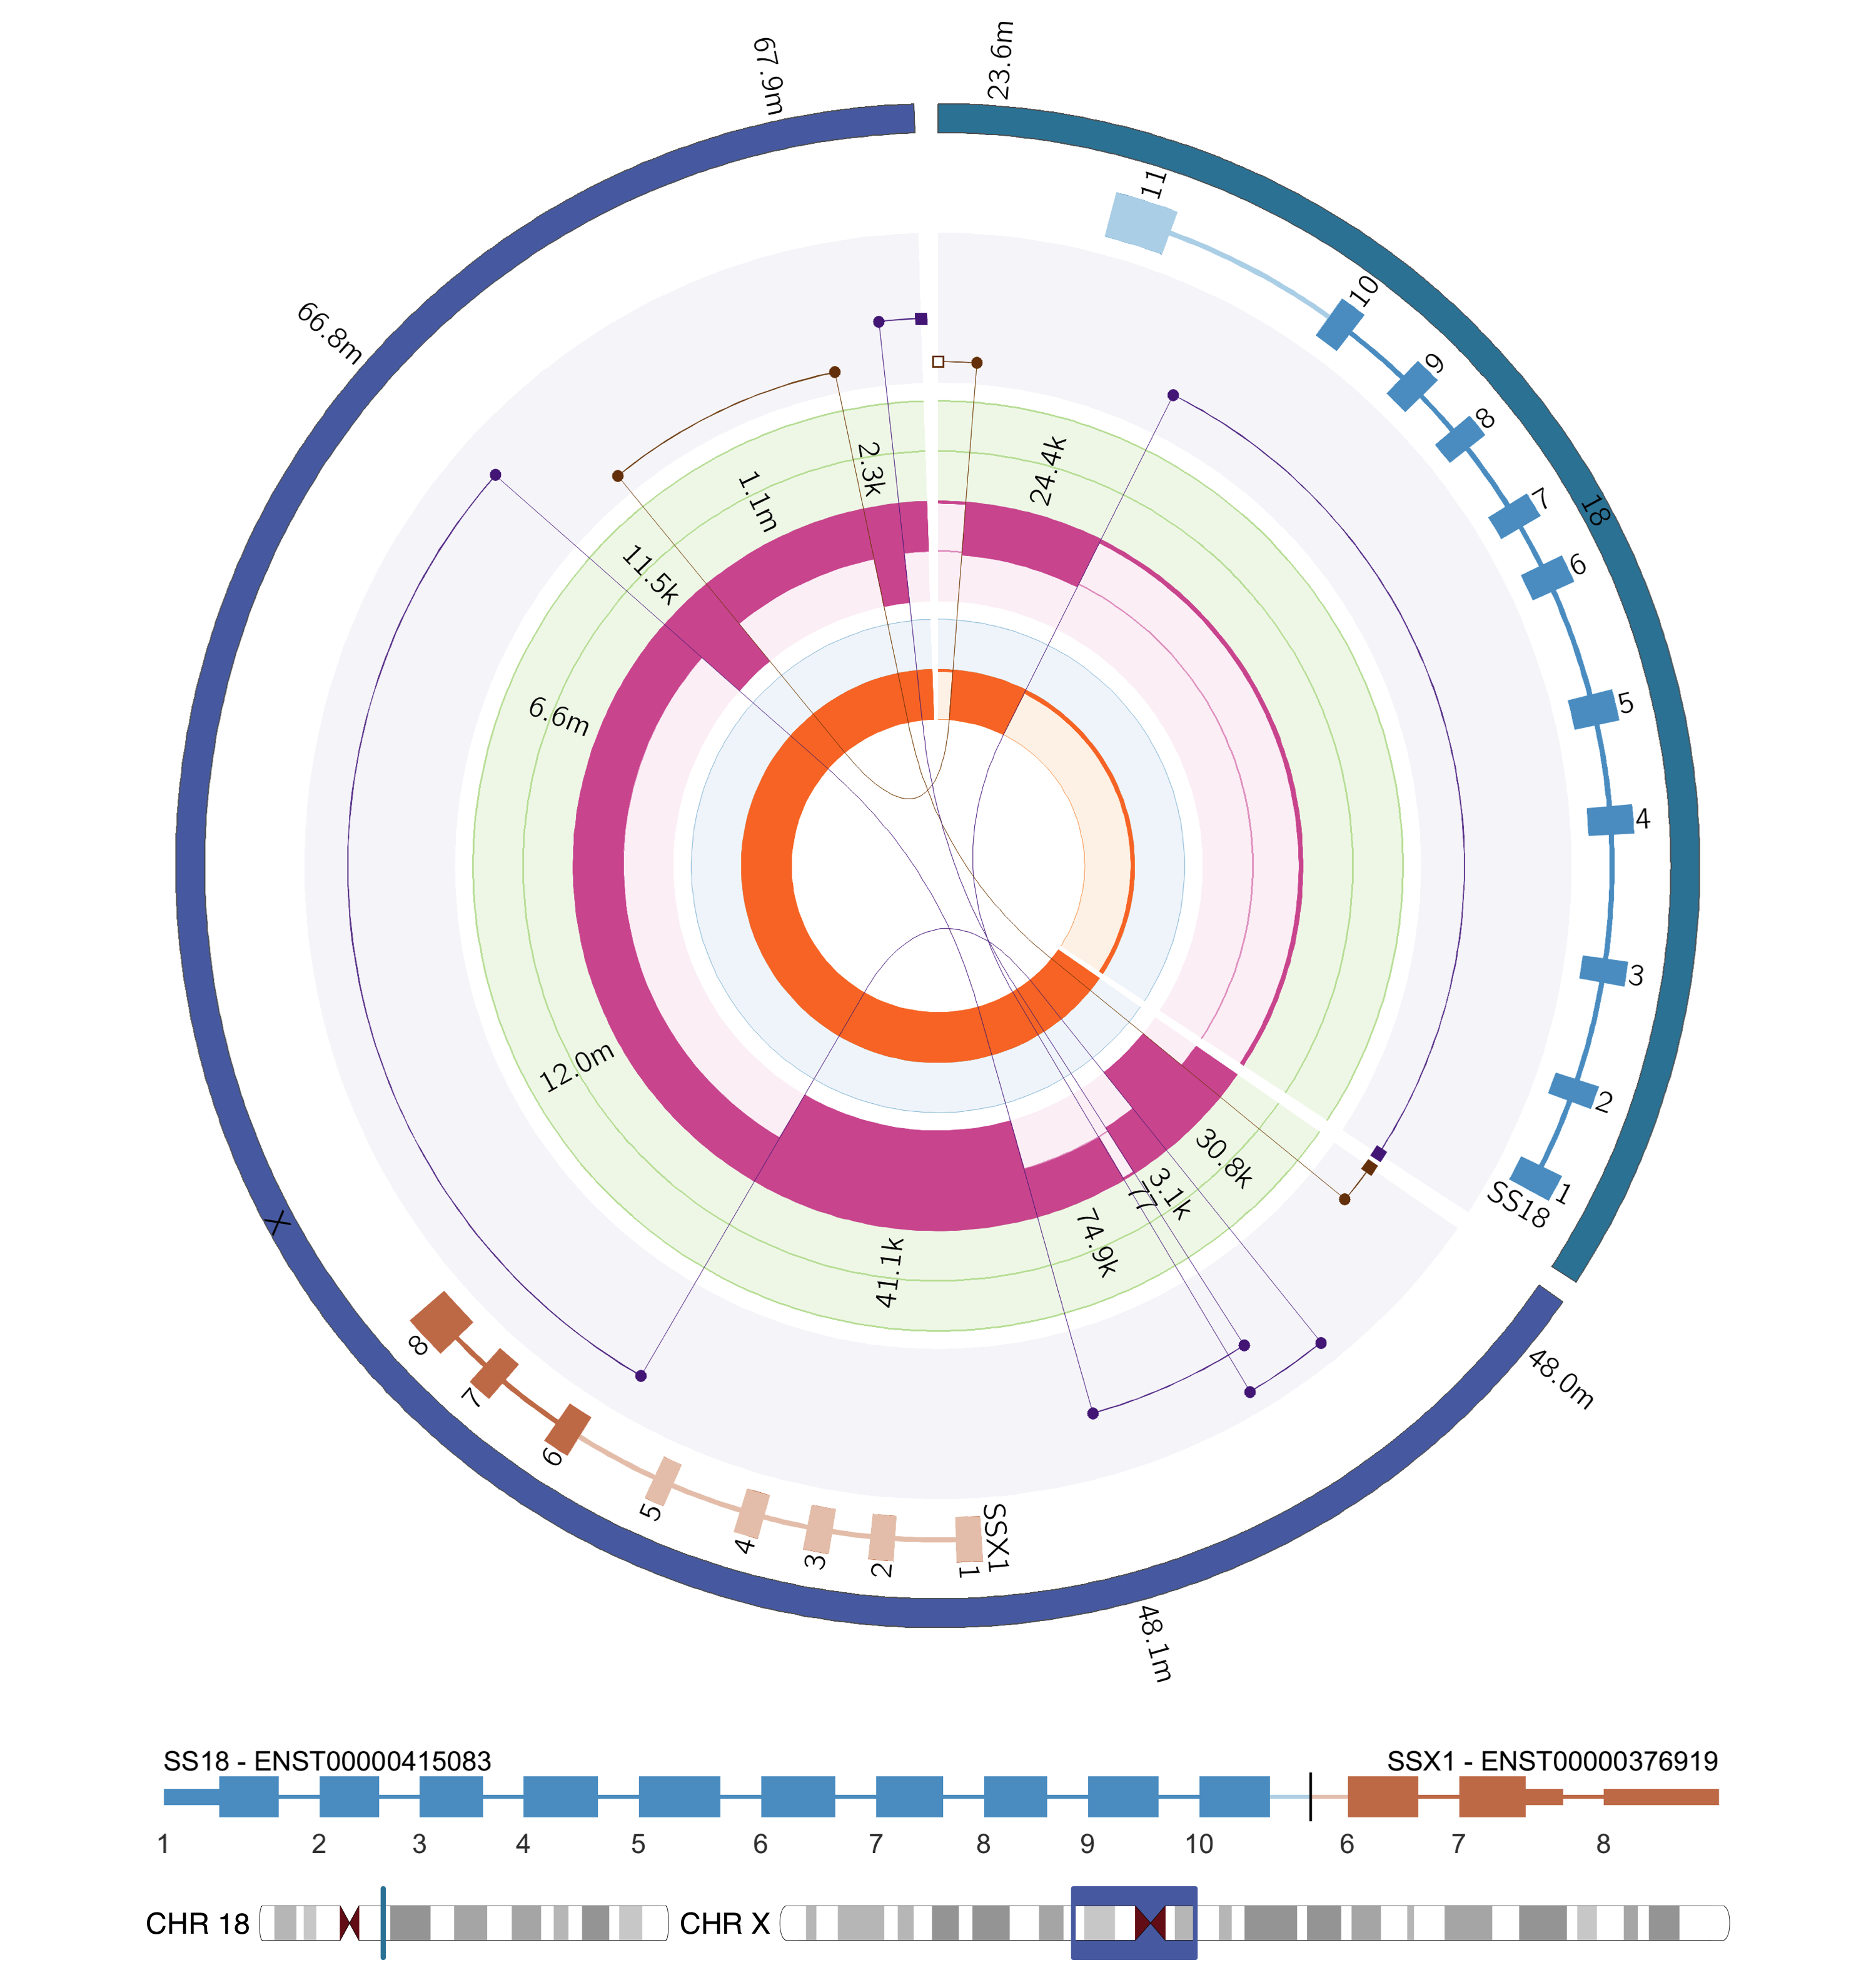 67.9m
23.6m
66.8m
11
10
9
8
7
18
6
5
4
3
2
1
SS18
24.4k
2.3k
1.1m
11.5k
6.6m
12.0m
41.1k
74.9k
77
3.1k
30.8k
48.0m
X
8
7
6
5
4
3
2
1
SSX1
48.1m
SS18 - ENST00000415083
SSX1 - ENST00000376919
1 2 3 4 5 6 7 8 9 10 6 7 8
CHR 18
CHR X